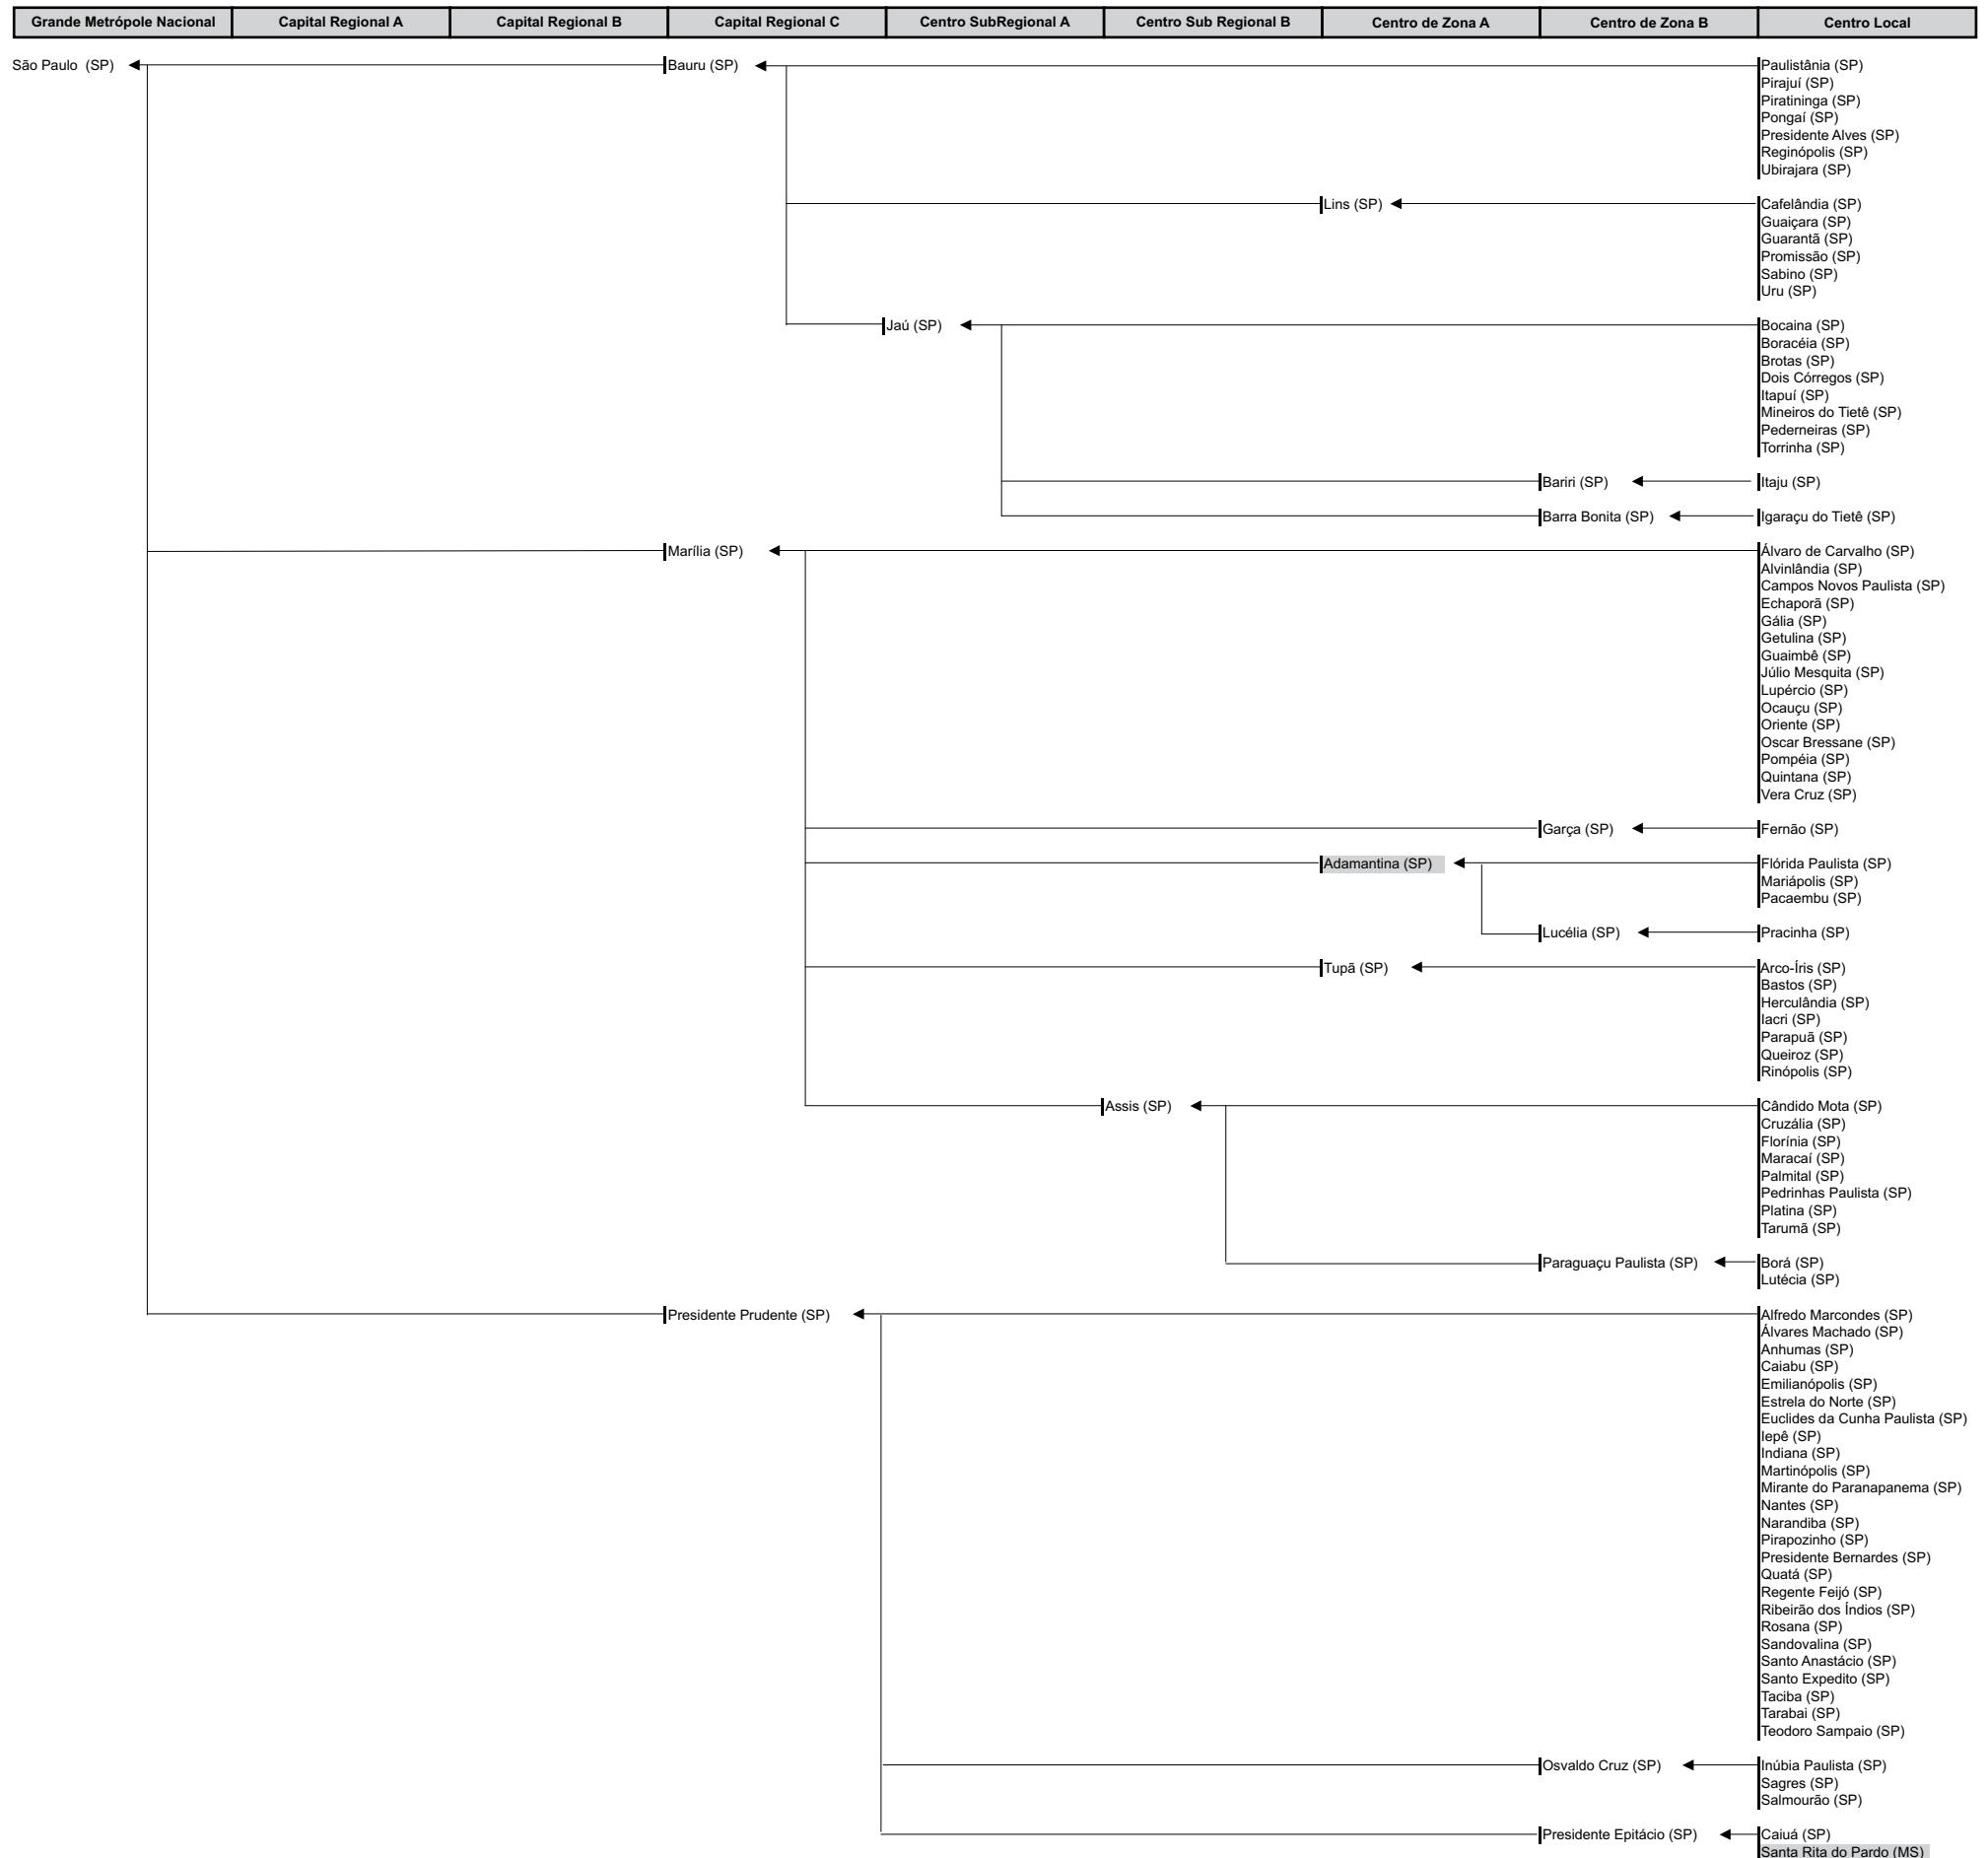 Grande Metrópole Nacional Capital Regional A Capital Regional B Capital Regional C Centro SubRegional A Centro Sub Regional B Centro de Zona A Centro de Zona B Centro Local
São Paulo (SP) Bauru (SP) Paulistânia (SP)
Pirajuí (SP)
Piratininga (SP)
Pongaí (SP)
Presidente Alves (SP)
Reginópolis (SP)
Ubirajara (SP)
Lins (SP) Cafelândia (SP)
Guaiçara (SP)
Guarantã (SP)
Promissão (SP)
Sabino (SP)
Uru (SP)
Jaú (SP) Bocaina (SP)
Boracéia (SP)
Brotas (SP)
Dois Córregos (SP)
Itapuí (SP)
Mineiros do Tietê (SP)
Pederneiras (SP)
Torrinha (SP)
Bariri (SP) Itaju (SP)
Barra Bonita (SP) Igaraçu do Tietê (SP)
Marília (SP) Álvaro de Carvalho (SP)
Alvinlândia (SP)
Campos Novos Paulista (SP)
Echaporã (SP)
Gália (SP)
Getulina (SP)
Guaimbê (SP)
Júlio Mesquita (SP)
Lupércio (SP)
Ocauçu (SP)
Oriente (SP)
Oscar Bressane (SP)
Pompéia (SP)
Quintana (SP)
Vera Cruz (SP)
Garça (SP) Fernão (SP)
Adamantina (SP) Flórida Paulista (SP)
Mariápolis (SP)
Pacaembu (SP)
Lucélia (SP) Pracinha (SP)
Tupã (SP) Arco-Íris (SP)
Bastos (SP)
Herculândia (SP)
Iacri (SP)
Parapuã (SP)
Queiroz (SP)
Rinópolis (SP)
Assis (SP) Cândido Mota (SP)
Cruzália (SP)
Florínia (SP)
Maracaí (SP)
Palmital (SP)
Pedrinhas Paulista (SP)
Platina (SP)
Tarumã (SP)
Paraguaçu Paulista (SP) Borá (SP)
Lutécia (SP)
Presidente Prudente (SP) Alfredo Marcondes (SP)
Álvares Machado (SP)
Anhumas (SP)
Caiabu (SP)
Emilianópolis (SP)
Estrela do Norte (SP)
Euclides da Cunha Paulista (SP)
Iepê (SP)
Indiana (SP)
Martinópolis (SP)
Mirante do Paranapanema (SP)
Nantes (SP)
Narandiba (SP)
Pirapozinho (SP)
Presidente Bernardes (SP)
Quatá (SP)
Regente Feijó (SP)
Ribeirão dos Índios (SP)
Rosana (SP)
Sandovalina (SP)
Santo Anastácio (SP)
Santo Expedito (SP)
Taciba (SP)
Tarabai (SP)
Teodoro Sampaio (SP)
Osvaldo Cruz (SP) Inúbia Paulista (SP)
Sagres (SP)
Salmourão (SP)
Presidente Epitácio (SP) Caiuá (SP)
Santa Rita do Pardo (MS)